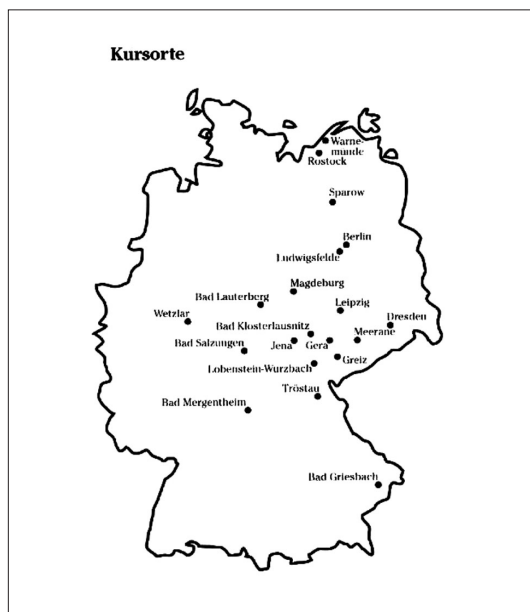 Kursorte
Warne-
munde
Rostock
Sparow
Berlin
Ludwigsfelde
Magdeburg
Bad Lauterberg
Leipzig
Wetzlar
Dresden
Bad Klosterlausnitz
Meerane
Bad Salzungen
Jena
Gera
Greiz
Lobenstein-Wurzbach
Tröstau
Bad Mergentheim
Bad Griesbach